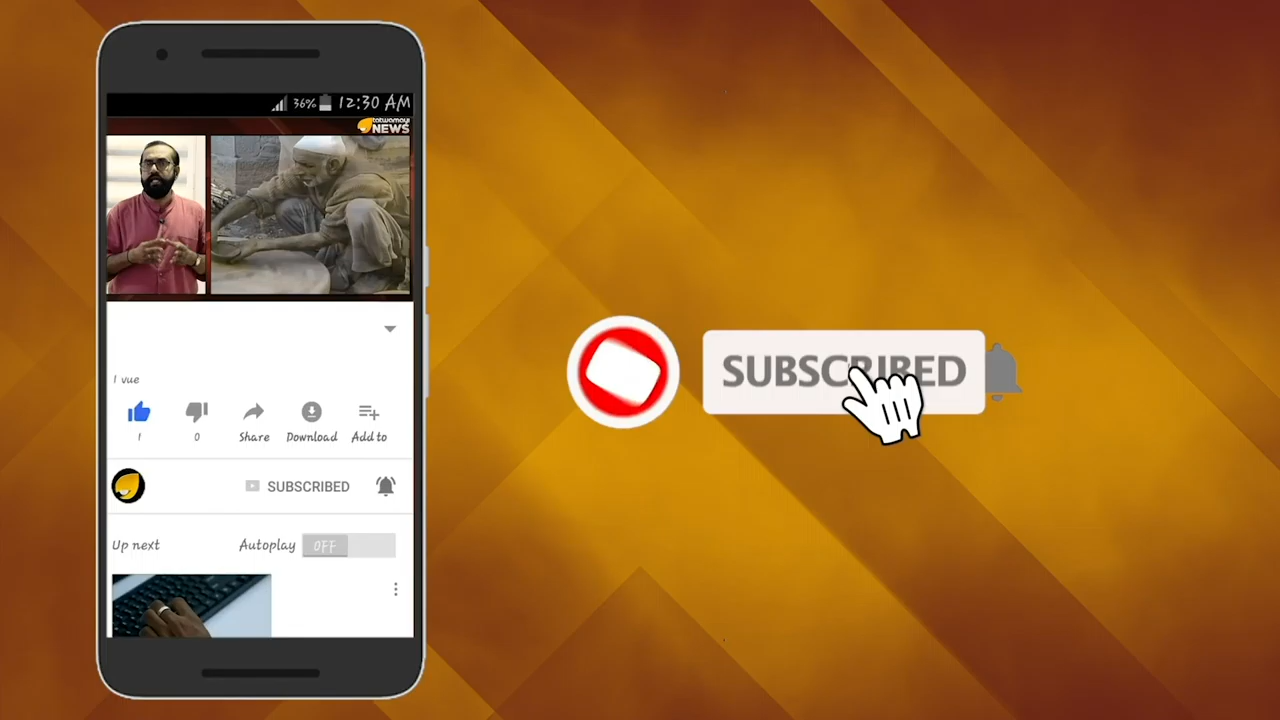 36% 12:30 AM
tatwamayi
NEWS
1 vue
1
0
Share
Download
Add to
SUBSCRIBED
Up next
Autoplay
OFF
SUBSCRIBED